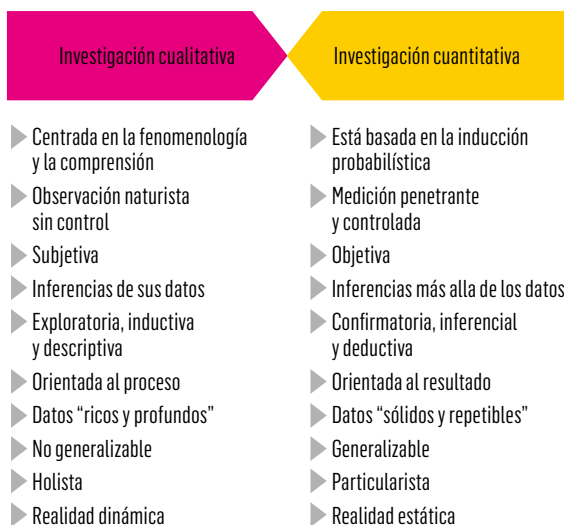 Investigación cualitativa
Centrada en la fenomenología
y la comprensión
Observación naturista
sin control
Subjetiva
Inferencias de sus datos
Exploratoria, inductiva
y descriptiva
Orientada al proceso
Datos “ricos y profundos”
No generalizable
Holista
Realidad dinámica
Investigación cuantitativa
Está basada en la inducción
probabilística
Medición penetrante
y controlada
Objetiva
Inferencias más alla de los datos
Confirmatoria, inferencial
y deductiva
Orientada al resultado
Datos “sólidos y repetibles”
Generalizable
Particularista
Realidad estática